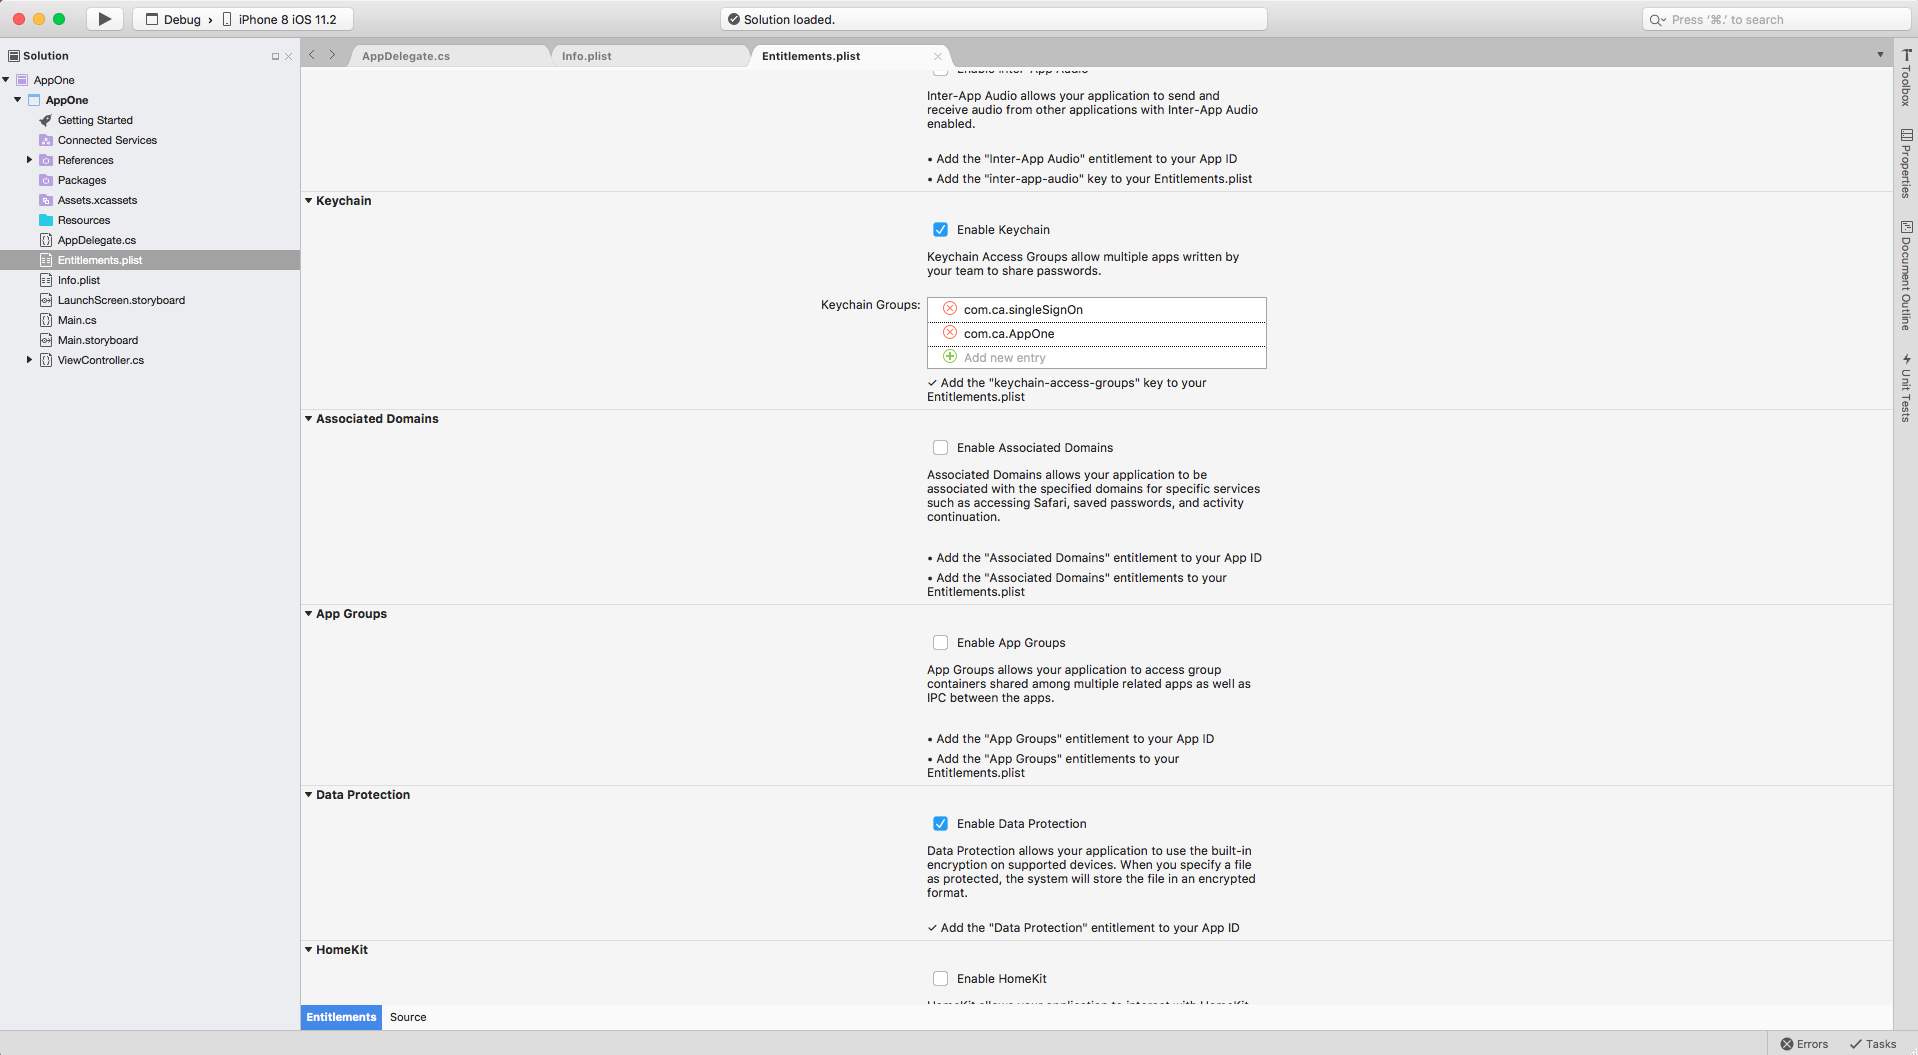 Debug › iPhone 8 iOS 11.2
Solution loaded.
Press ‘⌘.’ to search
Solution
AppDelegate.cs
Info.plist
Entitlements.plist
AppOne
AppOne
Getting Started
Connected Services
References
Packages
Assets.xcassets
Resources
AppDelegate.cs
Entitlements.plist
Info.plist
LaunchScreen.storyboard
Main.cs
Main.storyboard
ViewController.cs
Enable Inter-App Audio
Inter-App Audio allows your application to send and
receive audio from other applications with Inter-App Audio
enabled.
• Add the "Inter-App Audio" entitlement to your App ID
• Add the "inter-app-audio" key to your Entitlements.plist
Keychain
Enable Keychain
Keychain Access Groups allow multiple apps written by
your team to share passwords.
Keychain Groups:
com.ca.singleSignOn
com.ca.AppOne
Add new entry
✓ Add the "keychain-access-groups" key to your
Entitlements.plist
Associated Domains
Enable Associated Domains
Associated Domains allows your application to be
associated with the specified domains for specific services
such as accessing Safari, saved passwords, and activity
continuation.
• Add the "Associated Domains" entitlement to your App ID
• Add the "Associated Domains" entitlements to your
Entitlements.plist
App Groups
Enable App Groups
App Groups allows your application to access group
containers shared among multiple related apps as well as
IPC between the apps.
• Add the "App Groups" entitlement to your App ID
• Add the "App Groups" entitlements to your
Entitlements.plist
Data Protection
Enable Data Protection
Data Protection allows your application to use the built-in
encryption on supported devices. When you specify a file
as protected, the system will store the file in an encrypted
format.
✓ Add the "Data Protection" entitlement to your App ID
HomeKit
Enable HomeKit
HomeKit allows your application to interact with HomeKit
Entitlements
Source
Toolbox
Properties
Document Outline
Unit Tests
Errors
Tasks